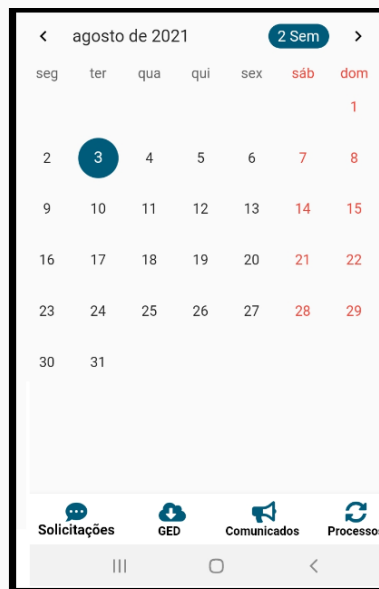 agosto de 2021 2 Sem
seg ter qua qui sex sáb dom
1
2 3 4 5 6 7 8
9 10 11 12 13 14 15
16 17 18 19 20 21 22
23 24 25 26 27 28 29
30 31
Solicitações GED Comunicados Processos